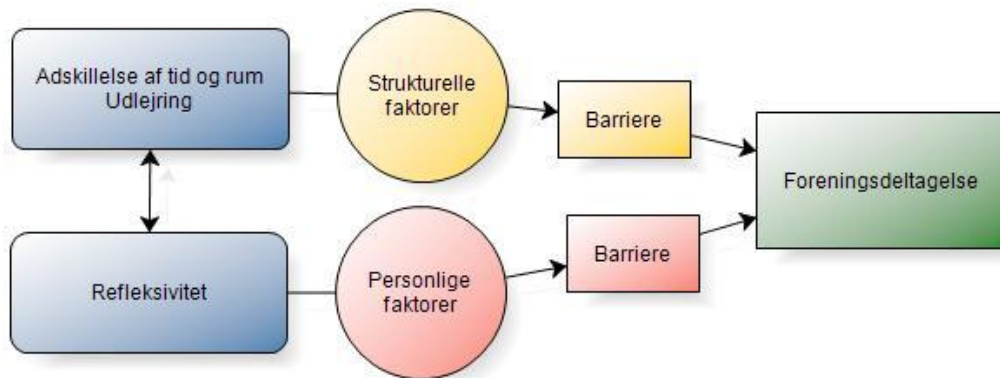 Adskillelse af tid og rum
Udlejring
Strukturelle
faktorer
Barriere
Foreningsdeltagelse
Refleksivitet
Personlige
faktorer
Barriere